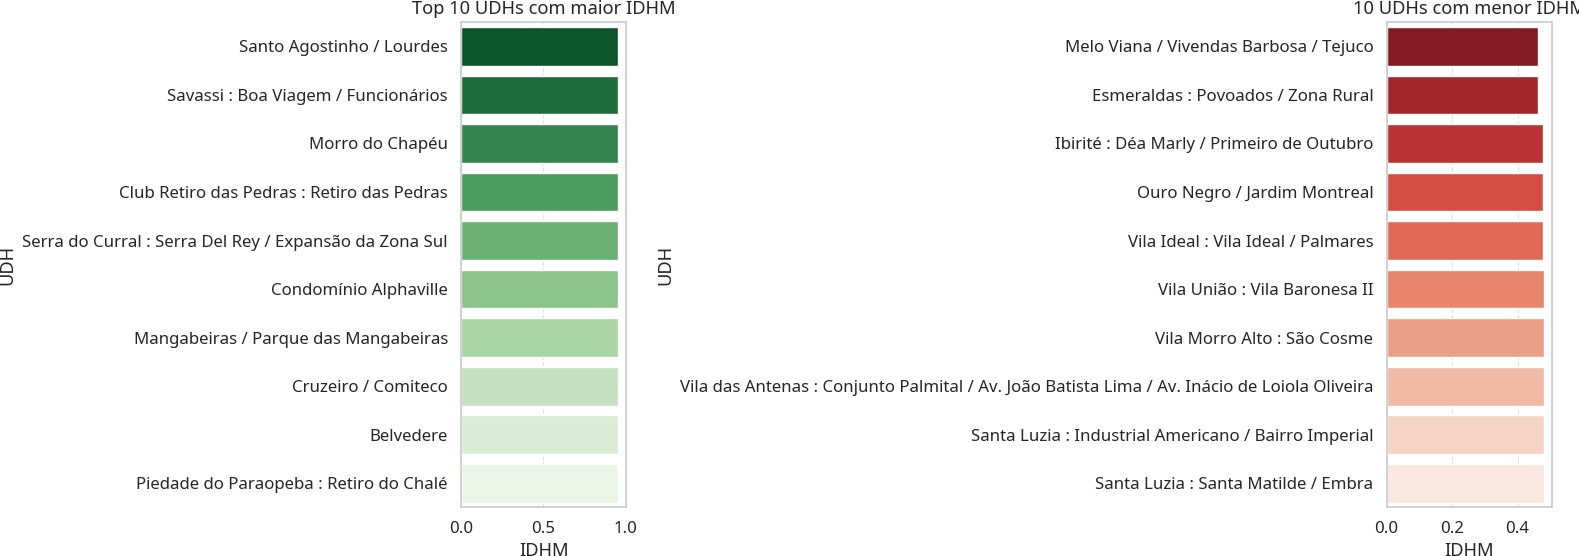 Top 10 UDHs com maior IDHM
UDH
Santo Agostinho / Lourdes
Savassi : Boa Viagem / Funcionários
Morro do Chapéu
Club Retiro das Pedras : Retiro das Pedras
Serra do Curral : Serra Del Rey / Expansão da Zona Sul
Condomínio Alphaville
Mangabeiras / Parque das Mangabeiras
Cruzeiro / Comiteco
Belvedere
Piedade do Paraopeba : Retiro do Chalé
0.0 0.5 1.0
IDHM
10 UDHs com menor IDHM
UDH
Melo Viana / Vivendas Barbosa / Tejuco
Esmeraldas : Povoados / Zona Rural
Ibirité : Déa Marly / Primeiro de Outubro
Ouro Negro / Jardim Montreal
Vila Ideal : Vila Ideal / Palmares
Vila União : Vila Baronesa II
Vila Morro Alto : São Cosme
Vila das Antenas : Conjunto Palmital / Av. João Batista Lima / Av. Inácio de Loiola Oliveira
Santa Luzia : Industrial Americano / Bairro Imperial
Santa Luzia : Santa Matilde / Embra
0.0 0.2 0.4
IDHM